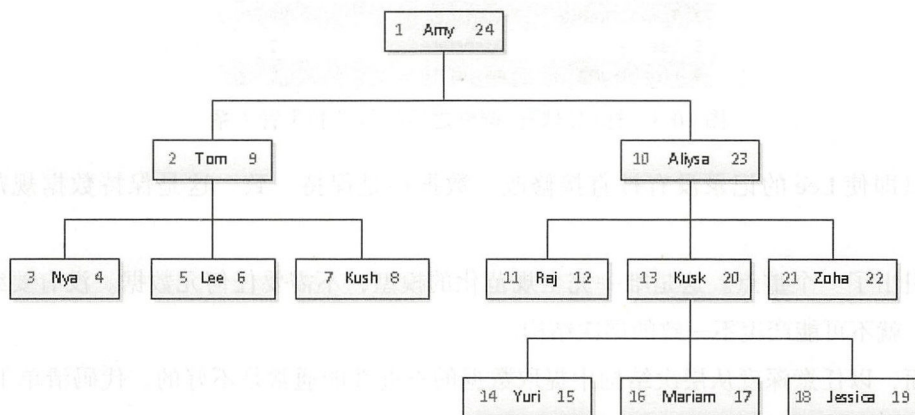 1 Amy 24
2 Tom 9
10 Aliysa 23
3 Nya 4
5 Lee 6
7 Kush 8
11 Raj 12
13 Kusk 20
21 Zoha 22
14 Yuri 15
16 Mariam 17
18 Jessica 19